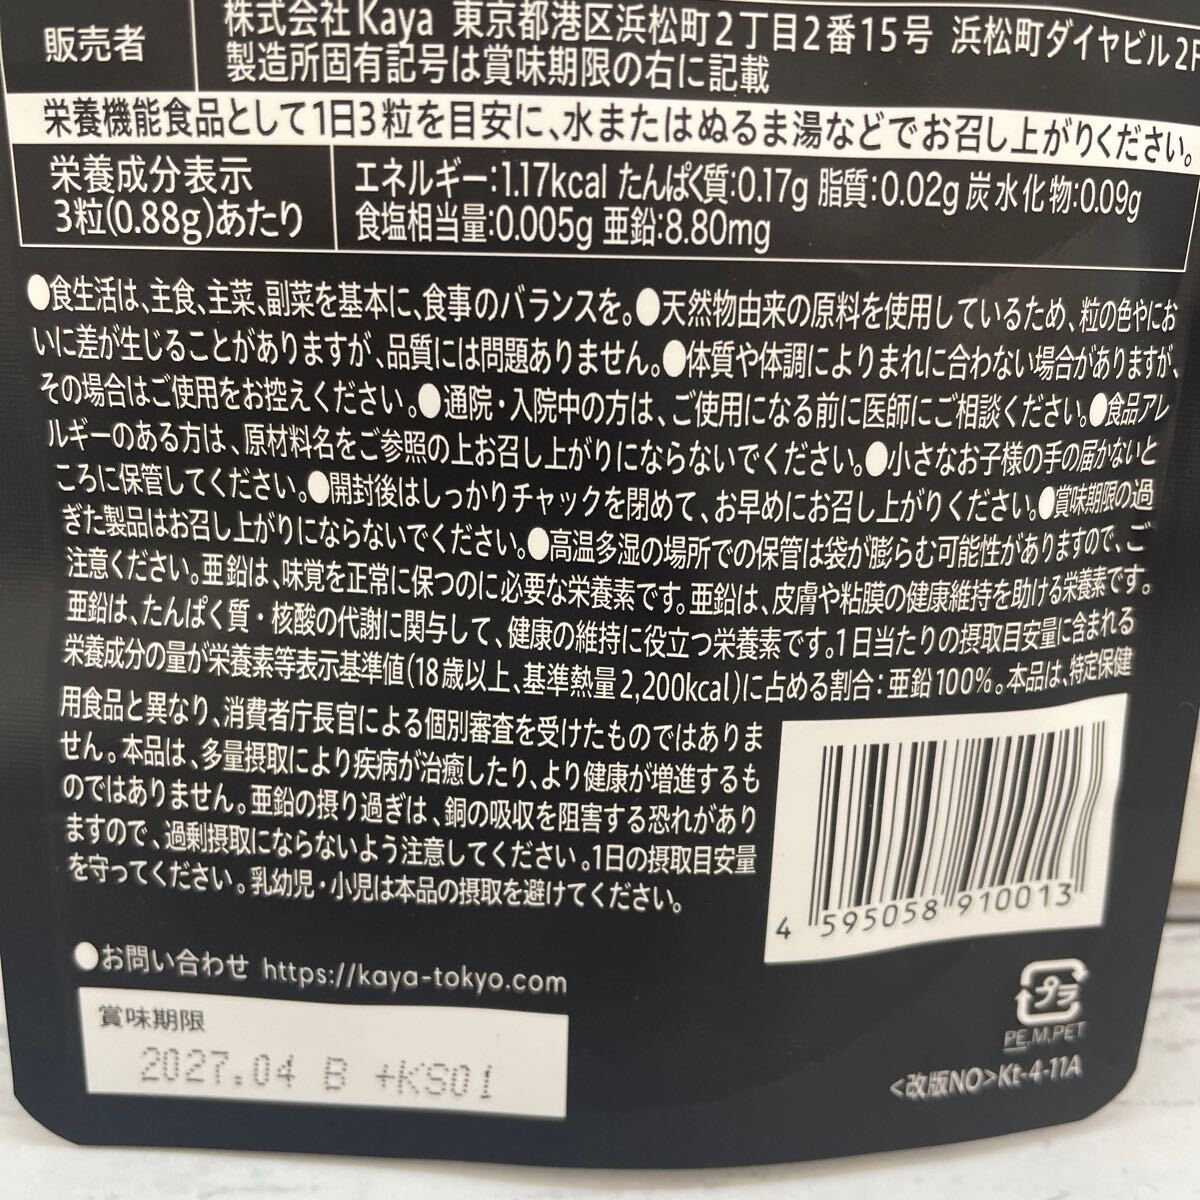 販売者
株式会社Kaya 東京都港区浜松町2丁目2番15号 浜松町ダイヤビル2F
製造所固有記号は賞味期限の右に記載
栄養機能食品として1日3粒を目安に、水またはぬるま湯などでお召し上がりください。
栄養成分表示
3粒(0.88g)あたり
エネルギー:1.17kcal たんぱく質:0.17g 脂質:0.02g 炭水化物:0.09g
食塩相当量:0.005g 亜鉛:8.80mg
●食生活は、主食、主菜、副菜を基本に、食事のバランスを。●天然物由来の原料を使用しているため、粒の色やにお
いに差が生じることがありますが、品質には問題ありません。●体質や体調によりまれに合わない場合がありますが、
その場合はご使用をお控えください。●通院・入院中の方は、ご使用になる前に医師にご相談ください。●食品アレ
ルギーのある方は、原材料名をご参照の上お召し上がりにならないでください。●小さなお子様の手の届かないと
ころに保管してください。●開封後はしっかりチャックを閉めて、お早めにお召し上がりください。●賞味期限の過
ぎた製品はお召し上がりにならないでください。●高温多湿の場所での保管は袋が膨らむ可能性がありますので、ご
注意ください。亜鉛は、味覚を正常に保つのに必要な栄養素です。亜鉛は、皮膚や粘膜の健康維持を助ける栄養素です。
亜鉛は、たんぱく質・核酸の代謝に関与して、健康の維持に役立つ栄養素です。1日当たりの摂取目安量に含まれる
栄養成分の量が栄養素等表示基準値(18歳以上、基準熱量2,200kcal)に占める割合:亜鉛100%。本品は、特定保健
用食品と異なり、消費者庁長官による個別審査を受けたものではありま
せん。本品は、多量摂取により疾病が治癒したり、より健康が増進するも
のではありません。亜鉛の摂り過ぎは、銅の吸収を阻害する恐れがあり
ますので、過剰摂取にならないよう注意してください。1日の摂取目安量
を守ってください。乳幼児・小児は本品の摂取を避けてください。
4 595058 910013
●お問い合わせ https://kaya-tokyo.com
賞味期限
2027.04 B +KS01
プラ
PE,M,PET
<改版NO>Kt-4-11A